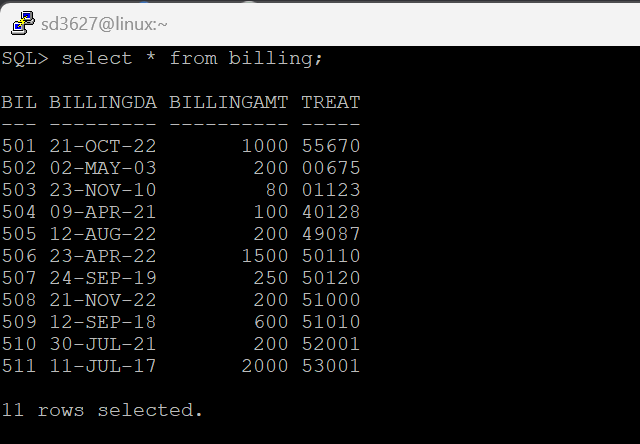 sd3627@linux:~
SQL> select * from billing;
BIL BILLINGDA BILLINGAMT TREAT
--- --------- ---------- -----
501 21-OCT-22       1000 55670
502 02-MAY-03        200 00675
503 23-NOV-10         80 01123
504 09-APR-21        100 40128
505 12-AUG-22        200 49087
506 23-APR-22       1500 50110
507 24-SEP-19        250 50120
508 21-NOV-22        200 51000
509 12-SEP-18        600 51010
510 30-JUL-21        200 52001
511 11-JUL-17       2000 53001
11 rows selected.